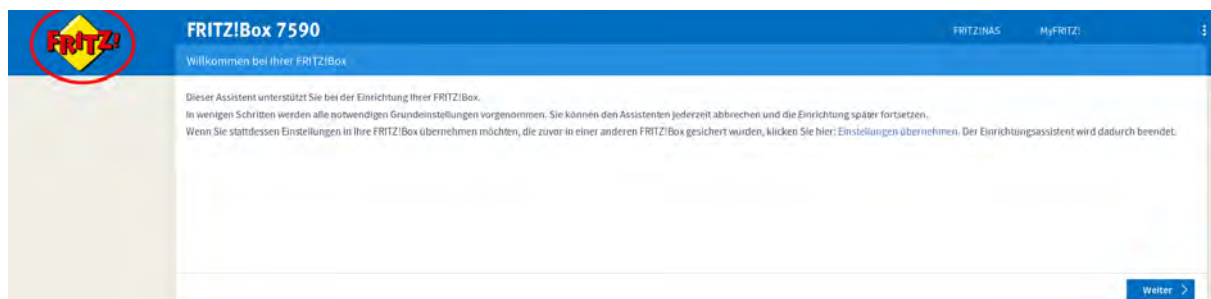 FRITZ!
FRITZ!Box 7590
FRITZ!NAS
MyFRITZ!
Willkommen bei Ihrer FRITZ!Box
Dieser Assistent unterstützt Sie bei der Einrichtung Ihrer FRITZ!Box.
In wenigen Schritten werden alle notwendigen Grundeinstellungen vorgenommen. Sie können den Assistenten jederzeit abbrechen und die Einrichtung später fortsetzen.
Wenn Sie stattdessen Einstellungen in Ihre FRITZ!Box übernehmen möchten, die zuvor in einer anderen FRITZ!Box gesichert wurden, klicken Sie hier: Einstellungen übernehmen. Der Einrichtungsassistent wird dadurch beendet.
Weiter